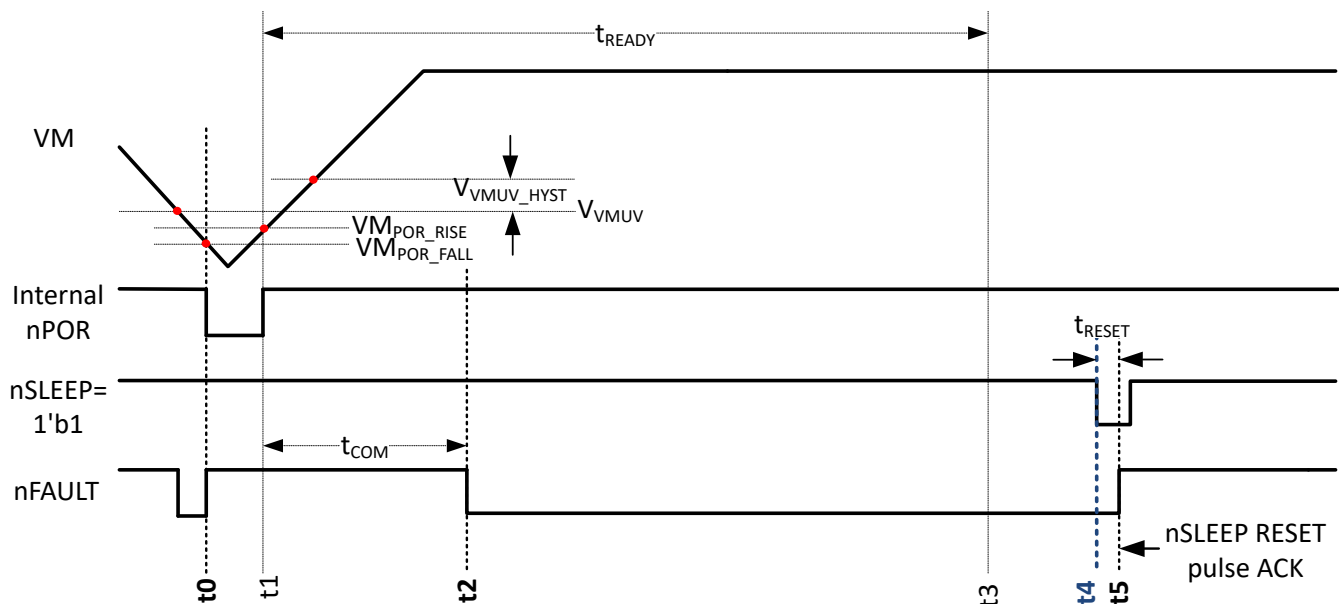 tREADY
VM
VVMUV_HYST
VVMUV
VMPOR_RISE
VMPOR_FALL
Internal
nPOR
tRESET
nSLEEP=
1'b1
tCOM
nFAULT
nSLEEP RESET
pulse ACK
t0
t1
t2
t3
t4
t5